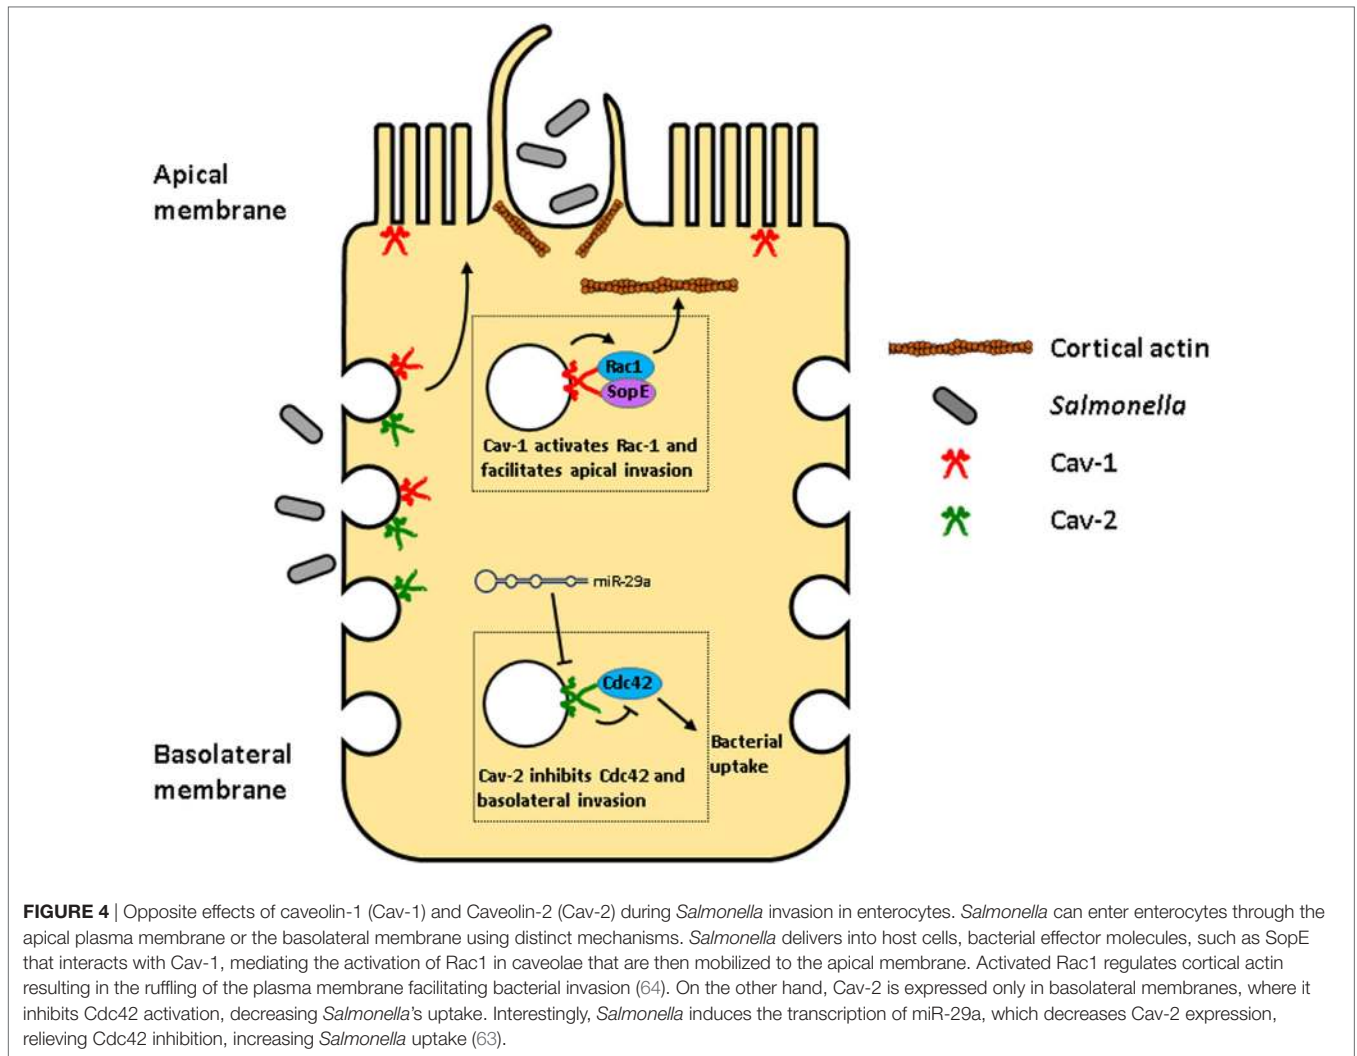 Apical
membrane
Rac1
SopE
Cav-1 activates Rac-1 and
facilitates apical invasion
Cortical actin
Salmonella
Cav-1
Cav-2
miR-29a
Cdc42
Bacterial
uptake
Cav-2 inhibits Cdc42 and
basolateral invasion
Basolateral
membrane
FIGURE 4 | Opposite effects of caveolin-1 (Cav-1) and Caveolin-2 (Cav-2) during Salmonella invasion in enterocytes. Salmonella can enter enterocytes through the
apical plasma membrane or the basolateral membrane using distinct mechanisms. Salmonella delivers into host cells, bacterial effector molecules, such as SopE
that interacts with Cav-1, mediating the activation of Rac1 in caveolae that are then mobilized to the apical membrane. Activated Rac1 regulates cortical actin
resulting in the ruffling of the plasma membrane facilitating bacterial invasion (64). On the other hand, Cav-2 is expressed only in basolateral membranes, where it
inhibits Cdc42 activation, decreasing Salmonella's uptake. Interestingly, Salmonella induces the transcription of miR-29a, which decreases Cav-2 expression,
relieving Cdc42 inhibition, increasing Salmonella uptake (63).